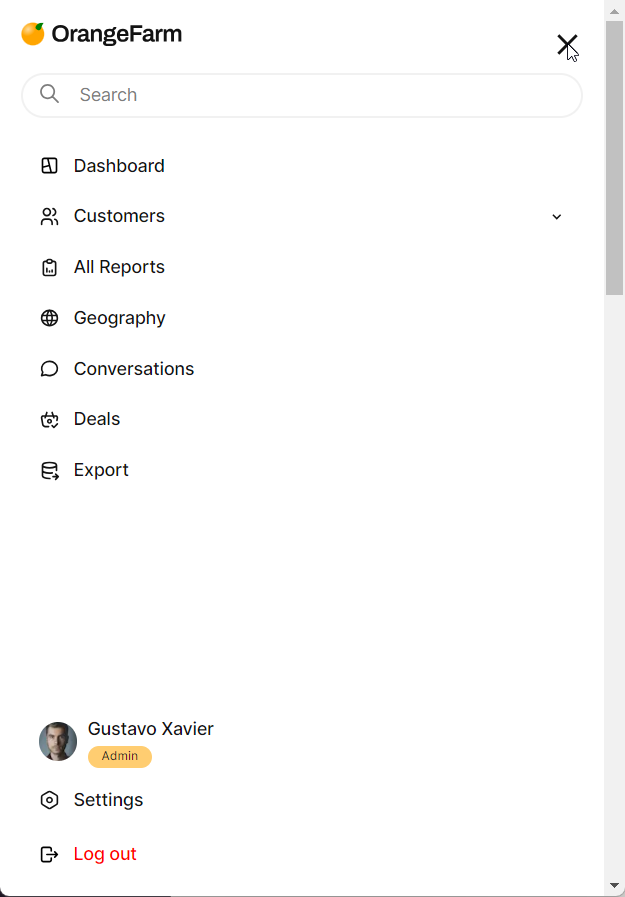 OrangeFarm
Search
Dashboard
Customers
All Reports
Geography
Conversations
Deals
Export
Gustavo Xavier
Admin
Settings
Log out